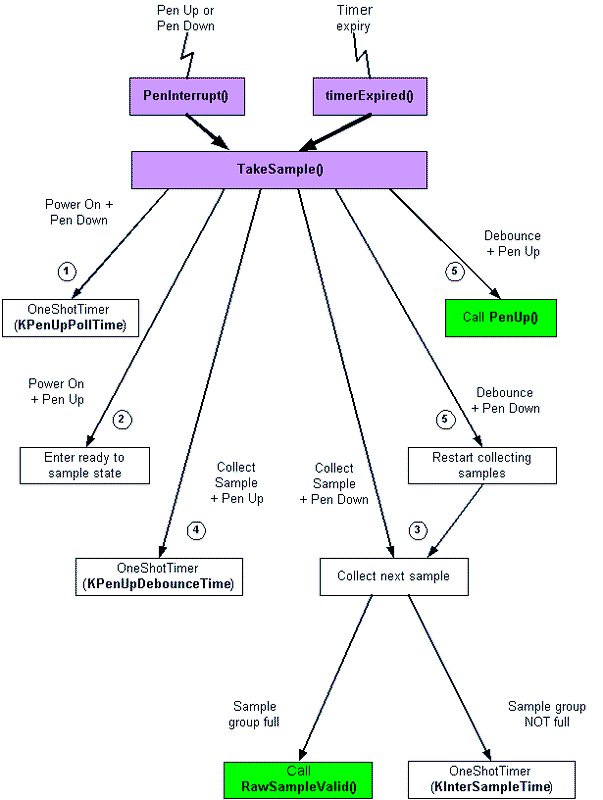 Pen Up or
Pen Down
Timer
expiry
PenInterrupt()
timerExpired()
TakeSample()
Power On +
Pen Down
Debounce
+ Pen Up
1
5
OneShotTimer
(KPenUpPollTime)
Call PenUp()
Power On
+ Pen Up
Debounce
+ Pen Down
2
5
Enter ready to
sample state
Restart collecting
samples
Collect
Sample
+ Pen Up
Collect
Sample
+ Pen Down
4
3
OneShotTimer
(KPenUpDebounceTime)
Collect next sample
Sample
group full
Sample group
NOT full
Call
RawSampleValid()
OneShotTimer
(KInterSampleTime)